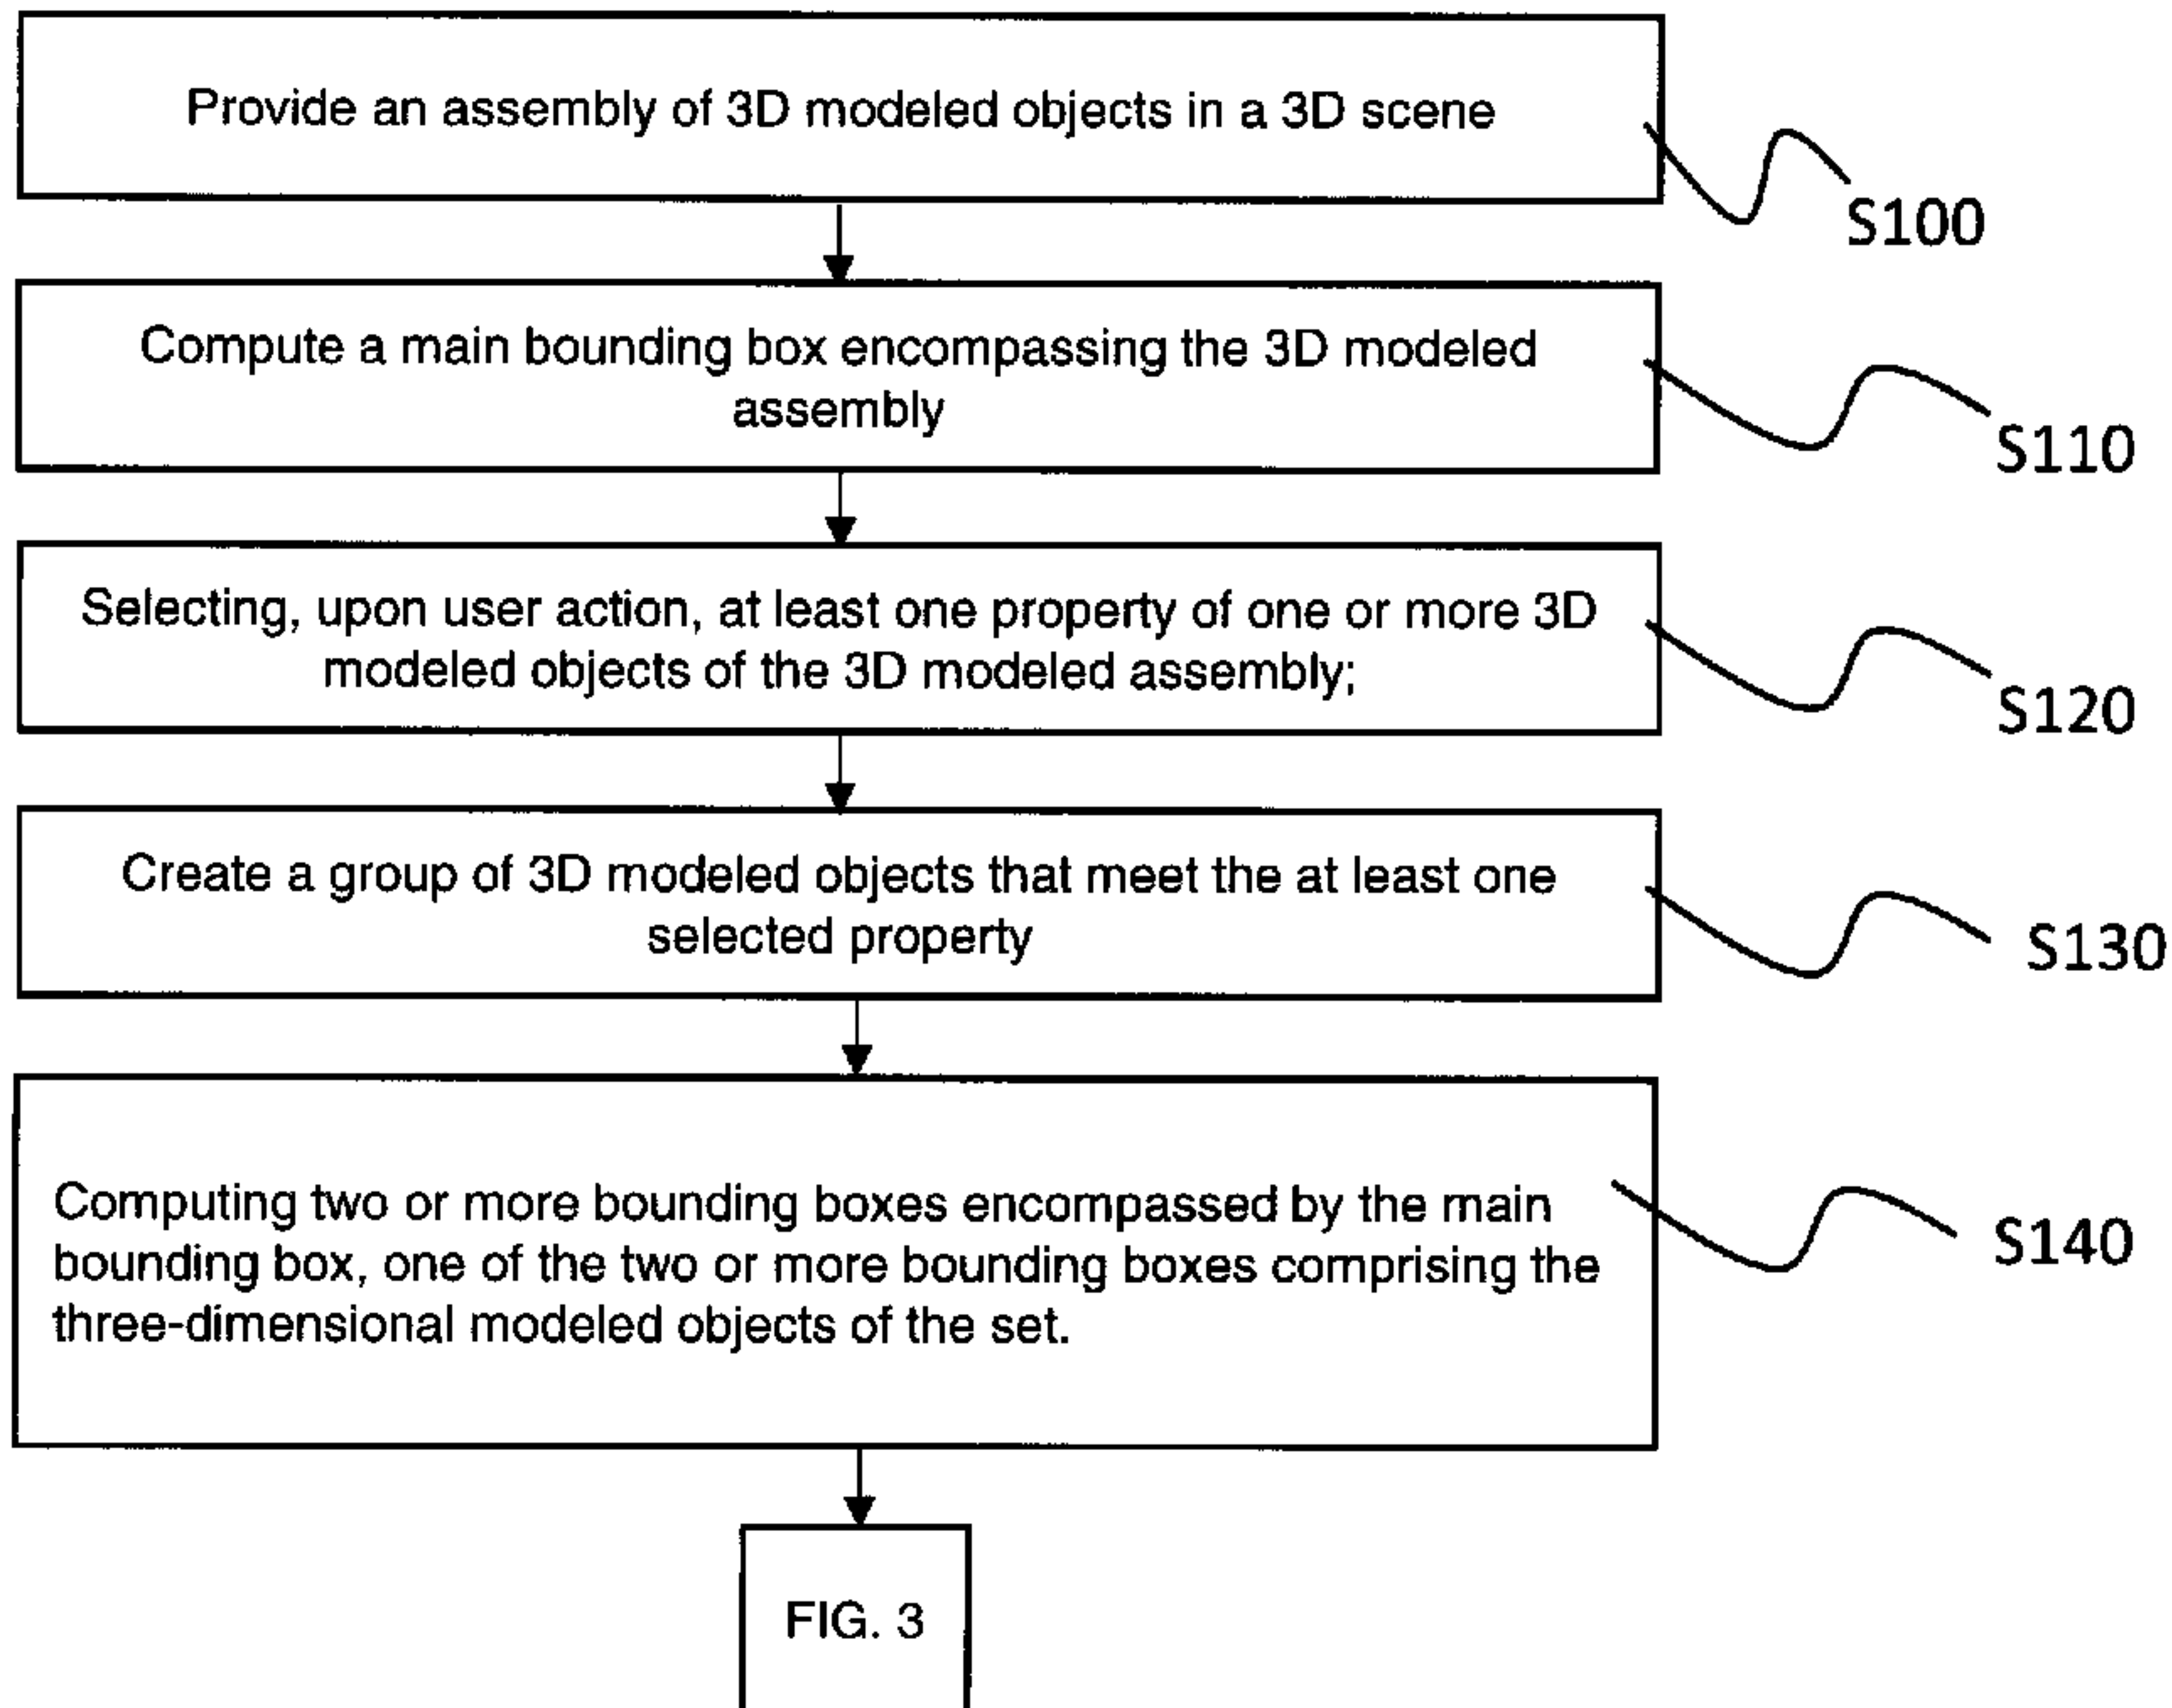 Provide an assembly of 3D modeled objects in a 3D scene
S100
Compute a main bounding box encompassing the 3D modeled
assembly
S110
Selecting, upon user action, at least one property of one or more 3D
modeled objects of the 3D modeled assembly;
S120
Create a group of 3D modeled objects that meet the at least one
selected property
S130
Computing two or more bounding boxes encompassed by the main
bounding box, one of the two or more bounding boxes comprising the
three-dimensional modeled objects of the set.
S140
FIG. 3